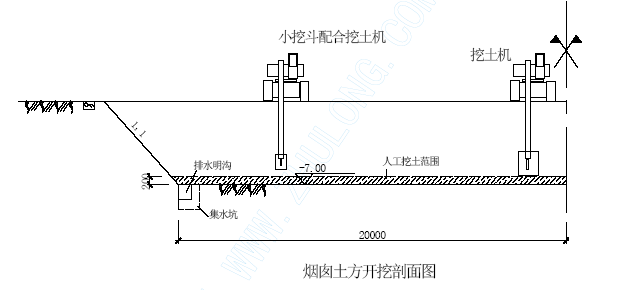 小挖斗配合挖土机
挖土机
1:1
排水明沟
-7.00
人工挖土范围
200
集水坑
20000
烟囱土方开挖剖面图